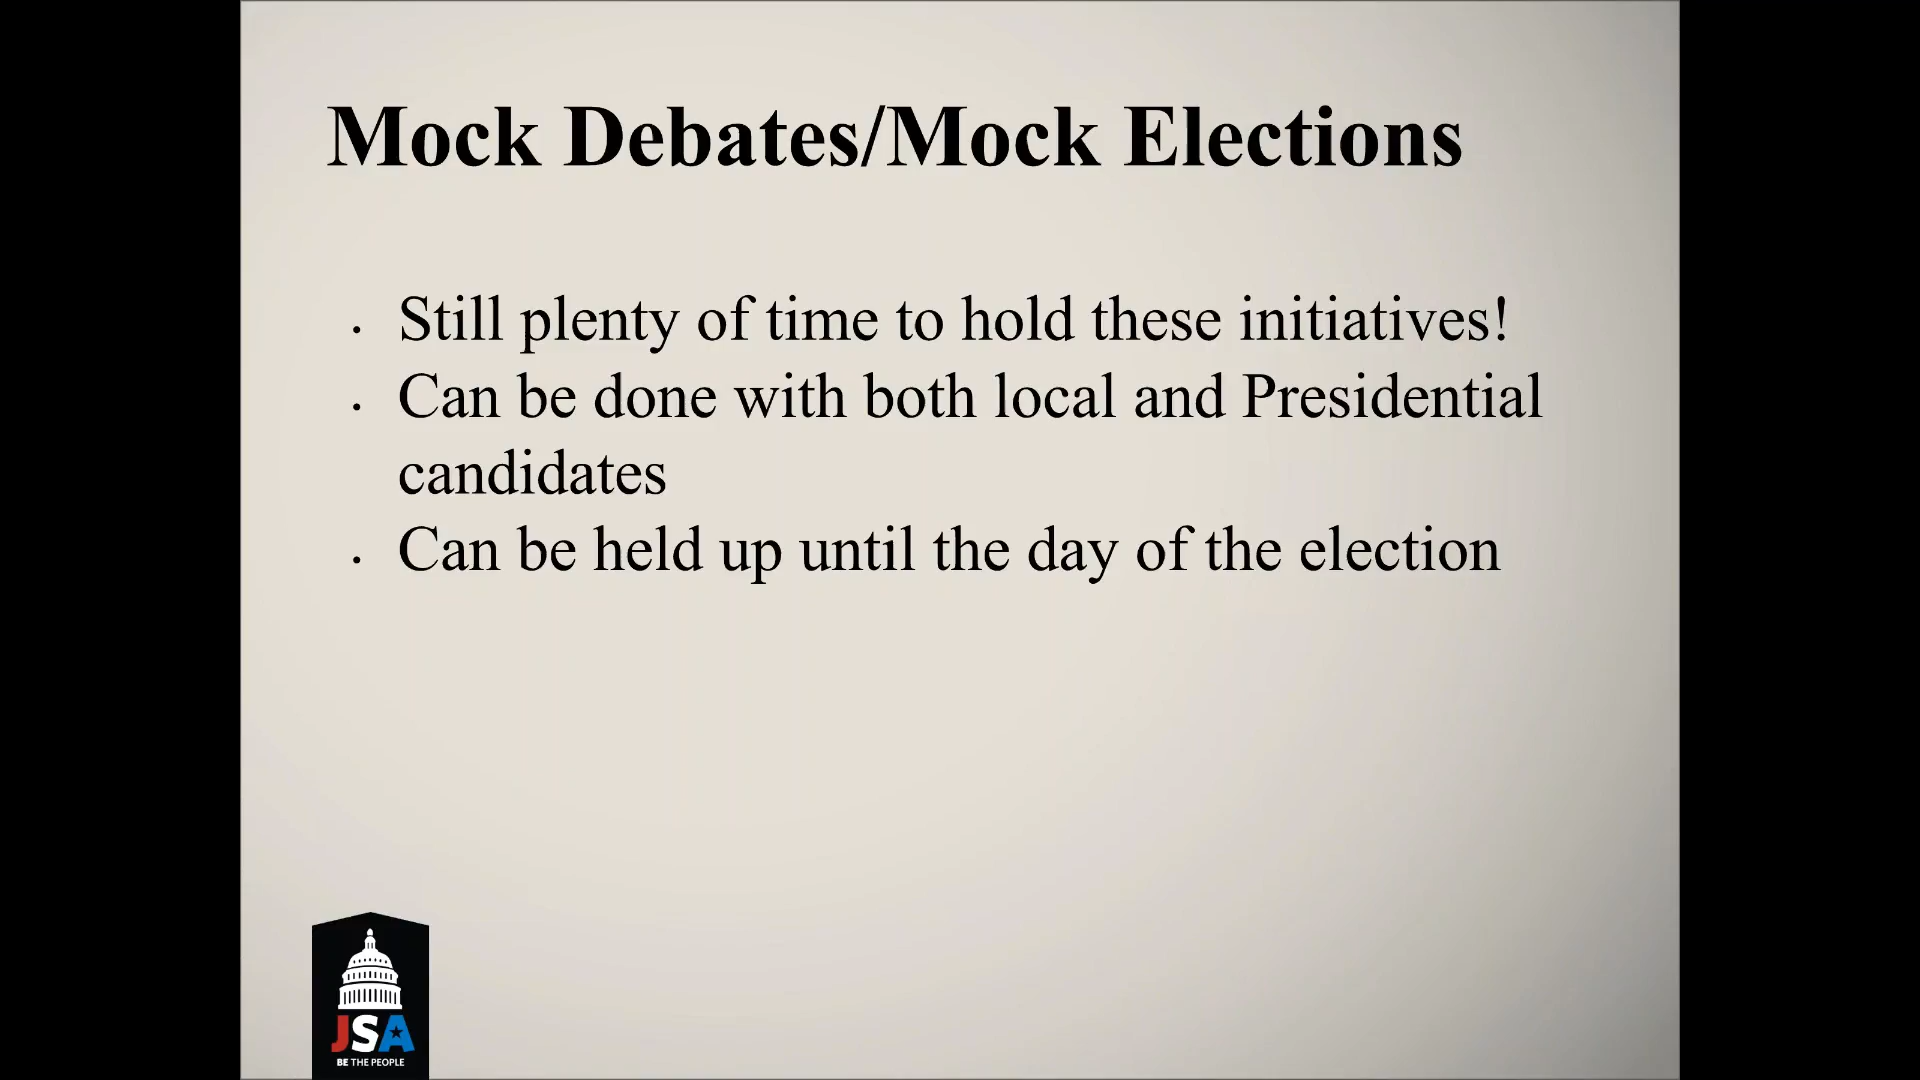 Mock Debates/Mock Elections
· Still plenty of time to hold these initiatives!
· Can be done with both local and Presidential
candidates
· Can be held up until the day of the election
JSA
BE THE PEOPLE